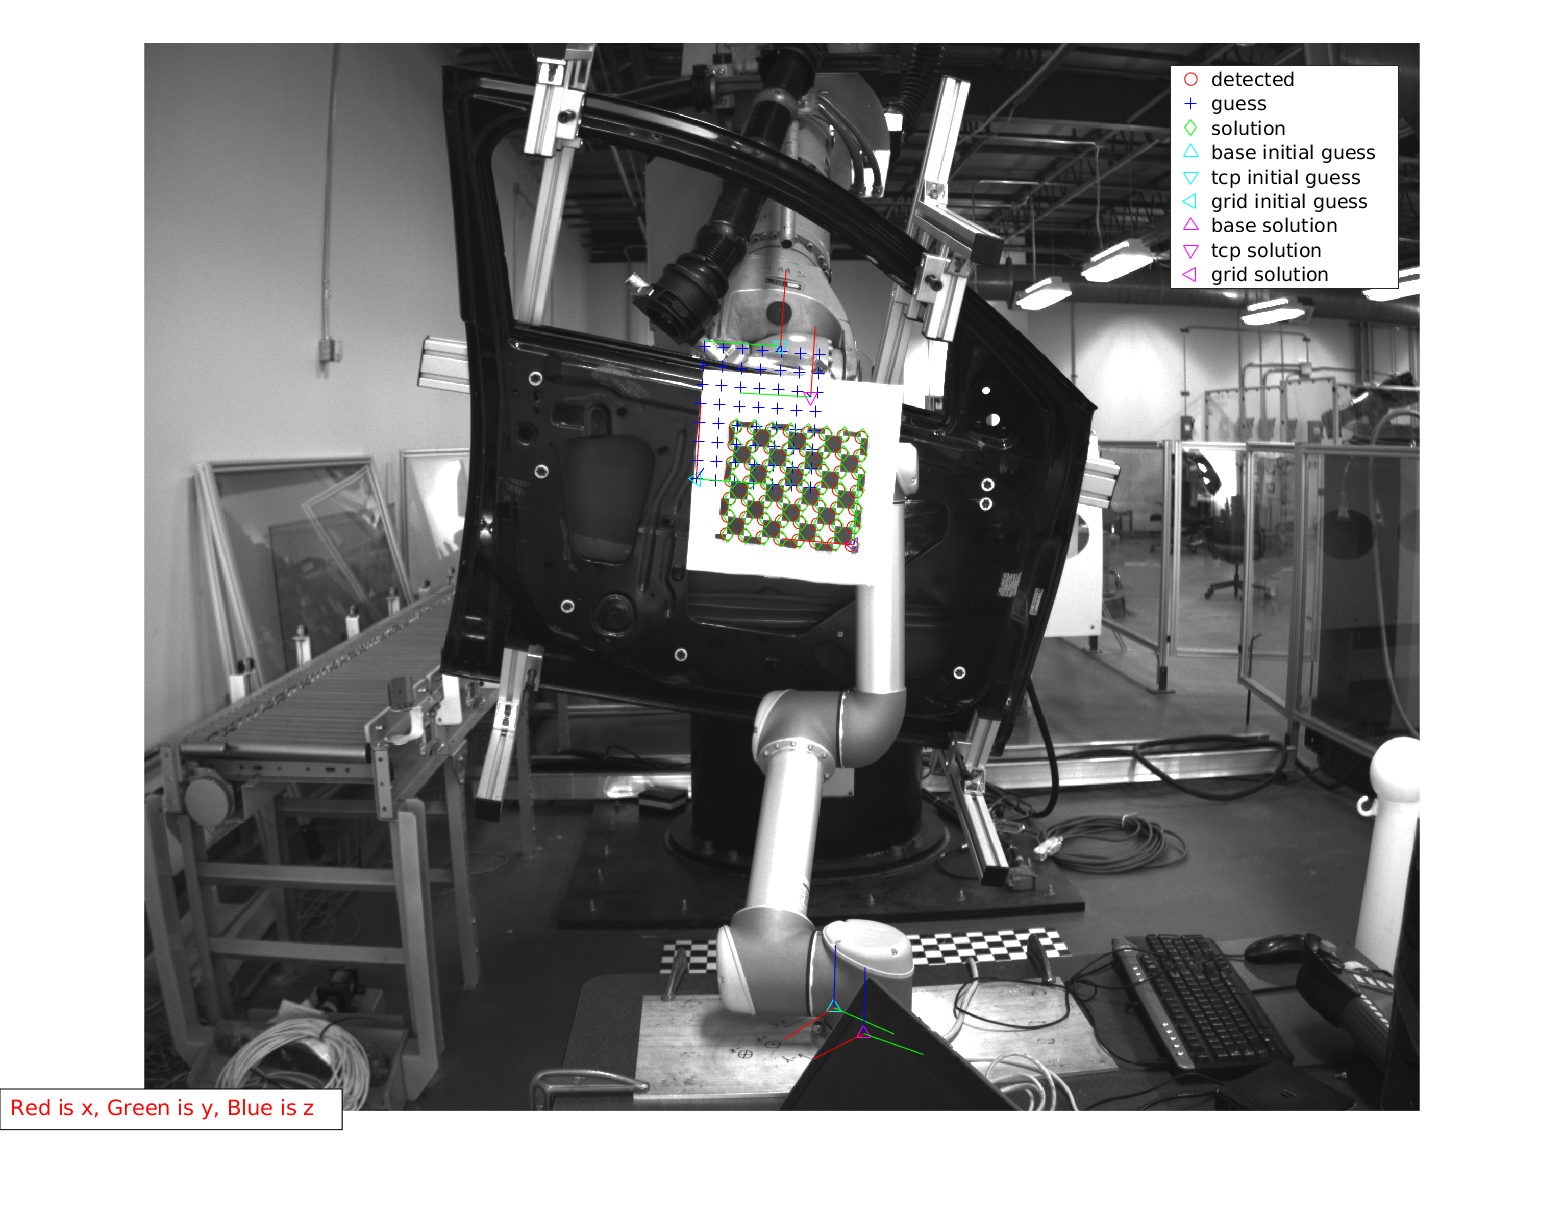 detected
guess
solution
base initial guess
tcp initial guess
grid initial guess
base solution
tcp solution
grid solution
Red is x, Green is y, Blue is z